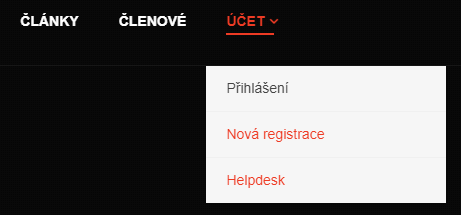 ČLÁNKY ČLENOVÉ ÚČET
Přihlášení
Nová registrace
Helpdesk